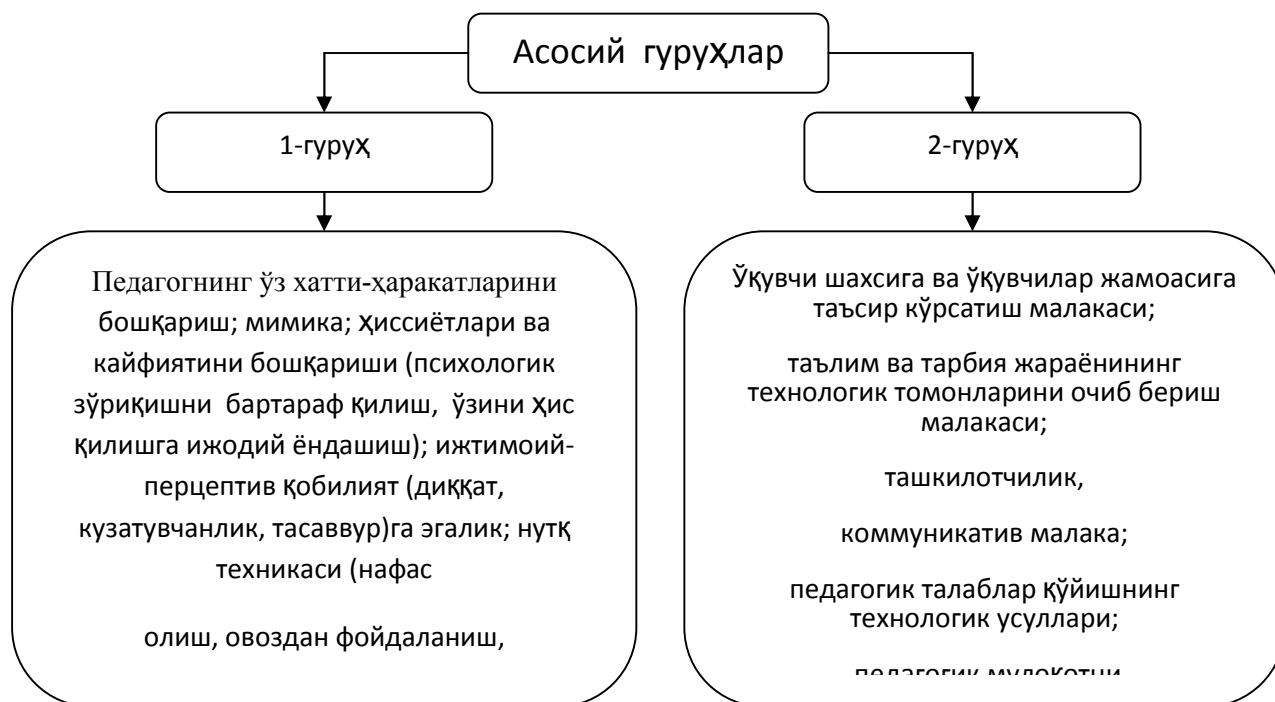 Асосий гуруҳлар
1-гуруҳ
2-гуруҳ
Педагогнинг ўз хатти-ҳаракатларини
бошқариш; мимика; ҳиссиётлари ва
кайфиятини бошқариши (психологик
зўриқишни бартараф қилиш, ўзини ҳис
қилишга ижодий ёндашиш); ижтимоий-
перцептив қобилият (диққат,
кузатувчанлик, тасаввур)га эгалик; нутқ
техникаси (нафас
олиш, овоздан фойдаланиш,
Ўқувчи шахсига ва ўқувчилар жамоасига
таъсир кўрсатиш малакаси;
таълим ва тарбия жараёнининг
технологик томонларини очиб бериш
малакаси;
ташкилотчилик,
коммуникатив малака;
педагогик талаблар қўйишнинг
технологик усуллари;
педагогик мулоқотни